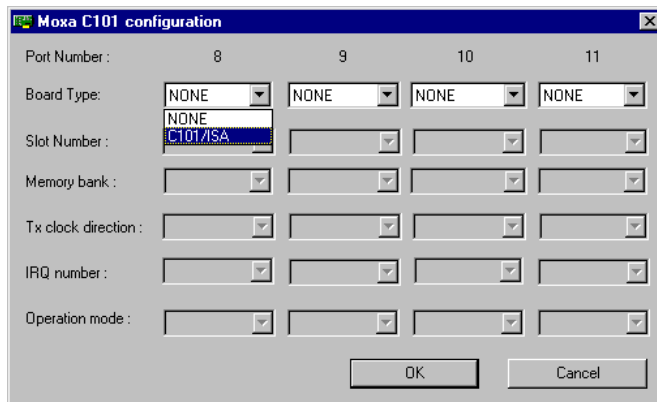 Moxa C101 configuration
Port Number : 8 9 10 11
Board Type: NONE NONE NONE NONE
NONE
C101/ISA
Slot Number :
Memory bank :
Tx clock direction :
IRQ number :
Operation mode :
OK Cancel